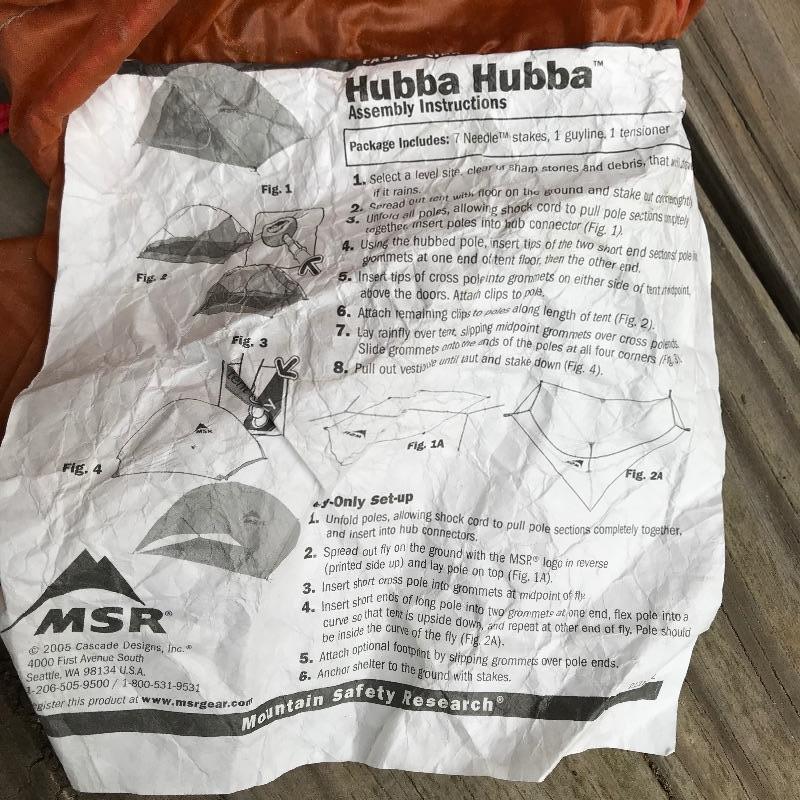 Hubba Hubba™
Assembly Instructions
Package Includes: 7 Needle™ stakes, 1 guyline, 1 tensioner
1. Select a level site, clear of sharp stones and debris, that
if it rains.
2. Spread out tent with floor on the ground and stake out
3. Unfold all poles, allowing shock cord to pull pole sections
together insert poles into hub connector (Fig. 1).
4. Using the hubbed pole, insert tips of the two short end sections
grommets at one end of tent floor, then the other end.
5. Insert tips of cross pole into grommets on either side of tent midpoint,
above the doors. Attach clips to pole.
6. Attach remaining clips to poles along length of tent (Fig. 2).
7. Lay rainfly over tent, slipping midpoint grommets over cross
Slide grommets onto the ends of the poles at all four corners (Fig. 3).
8. Pull out vestibule until taut and stake down (Fig. 4).
Fig. 1
Fig. 2
Fig. 3
Fig. 4
MSR
Fig. 1A
Fig. 2A
-Only Set-up
1. Unfold poles, allowing shock cord to pull pole sections completely together,
and insert into hub connectors.
2. Spread out fly on the ground with the MSR® logo in reverse
(printed side up) and lay pole on top (Fig. 1A).
3. Insert short cross pole into grommets at midpoint of fly
4. Insert short ends of long pole into two grommets at one end, flex pole into a
curve so that tent is upside down, and repeat at other end of fly. Pole should
be inside the curve of the fly (Fig. 2A).
5. Attach optional footprint by slipping grommets over pole ends.
6. Anchor shelter to the ground with stakes.
MSR®
© 2005 Cascade Designs, Inc.®
4000 First Avenue South
Seattle, WA 98134 U.S.A.
1-206-505-9500 / 1-800-531-9531
egister this product at www.msrgear.com
Mountain Safety Research®